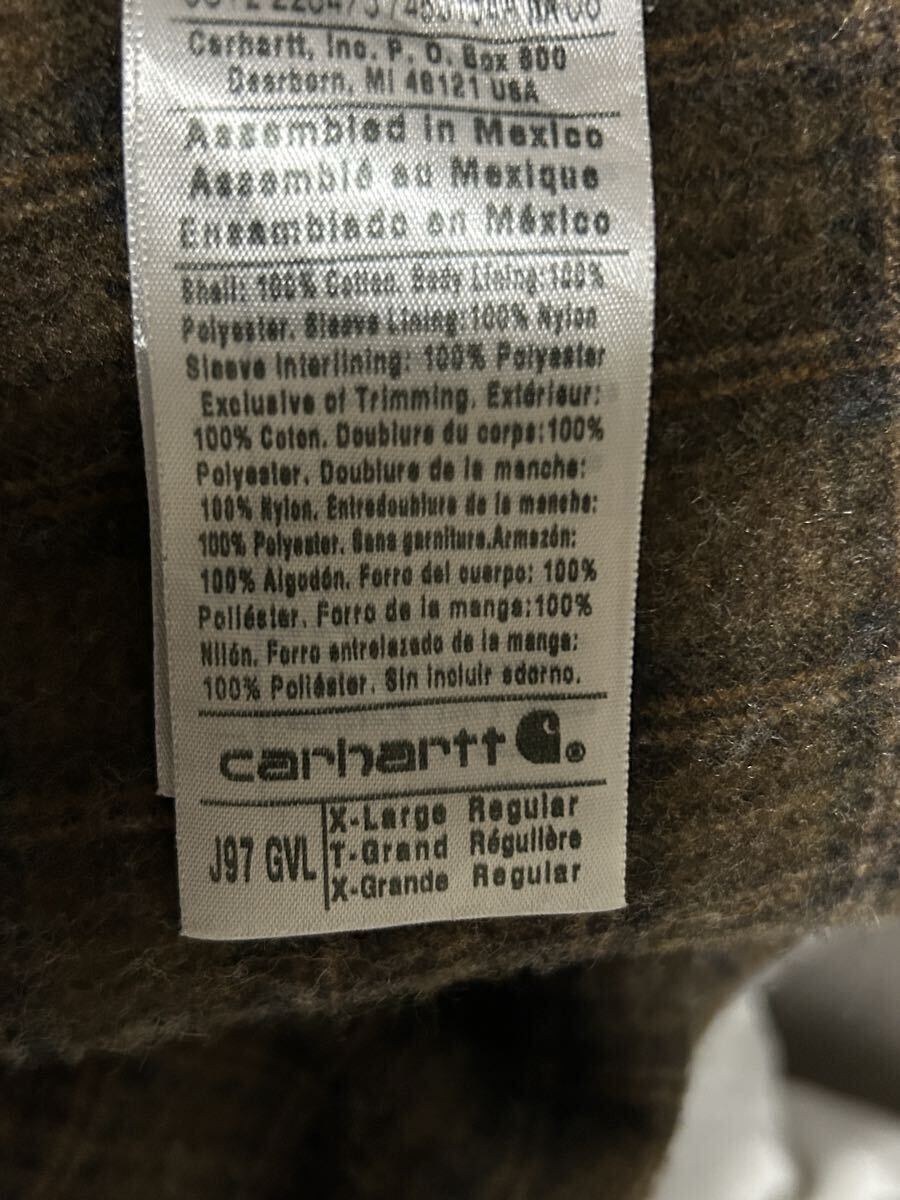 Carhartt, Inc. P. O. Box 600
Dearborn, MI 48121 USA
Assembled in Mexico
Assemblé au Mexique
Ensamblado en México
Shell: 100% Cotton. Body Lining:100%
Polyester. Sleeve Lining:100% Nylon
Sleeve Interlining: 100% Polyester
Exclusive of Trimming. Extérieur:
100% Coton. Doublure du corps:100%
Polyester. Doublure de la manche:
100% Nylon. Entredoublure de la manche:
100% Polyester. Sans garniture.Armazón:
100% Algodón. Forro del cuerpo: 100%
Poliéster. Forro de la manga:100%
Nilón. Forro entrelazado de la manga:
100% Poliéster. Sin incluir adorno.
carhartt ®
J97 GVL
X-Large Regular
T-Grand Régulière
X-Grande Regular